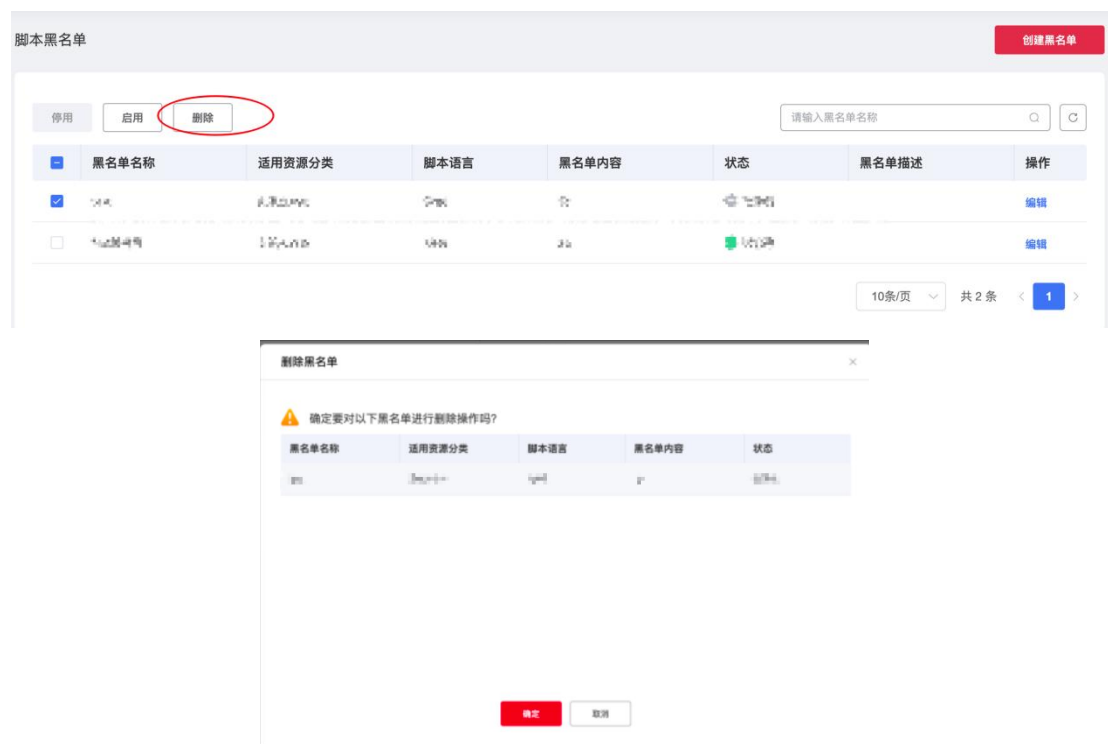 脚本黑名单
创建黑名单
停用 启用 删除 请输入黑名单名称
黑名单名称 适用资源分类 脚本语言 黑名单内容 状态 黑名单描述 操作
编辑
编辑
10条/页 共 2 条 1
删除黑名单
确定要对以下黑名单进行删除操作吗?
黑名单名称 适用资源分类 脚本语言 黑名单内容 状态
确定 取消